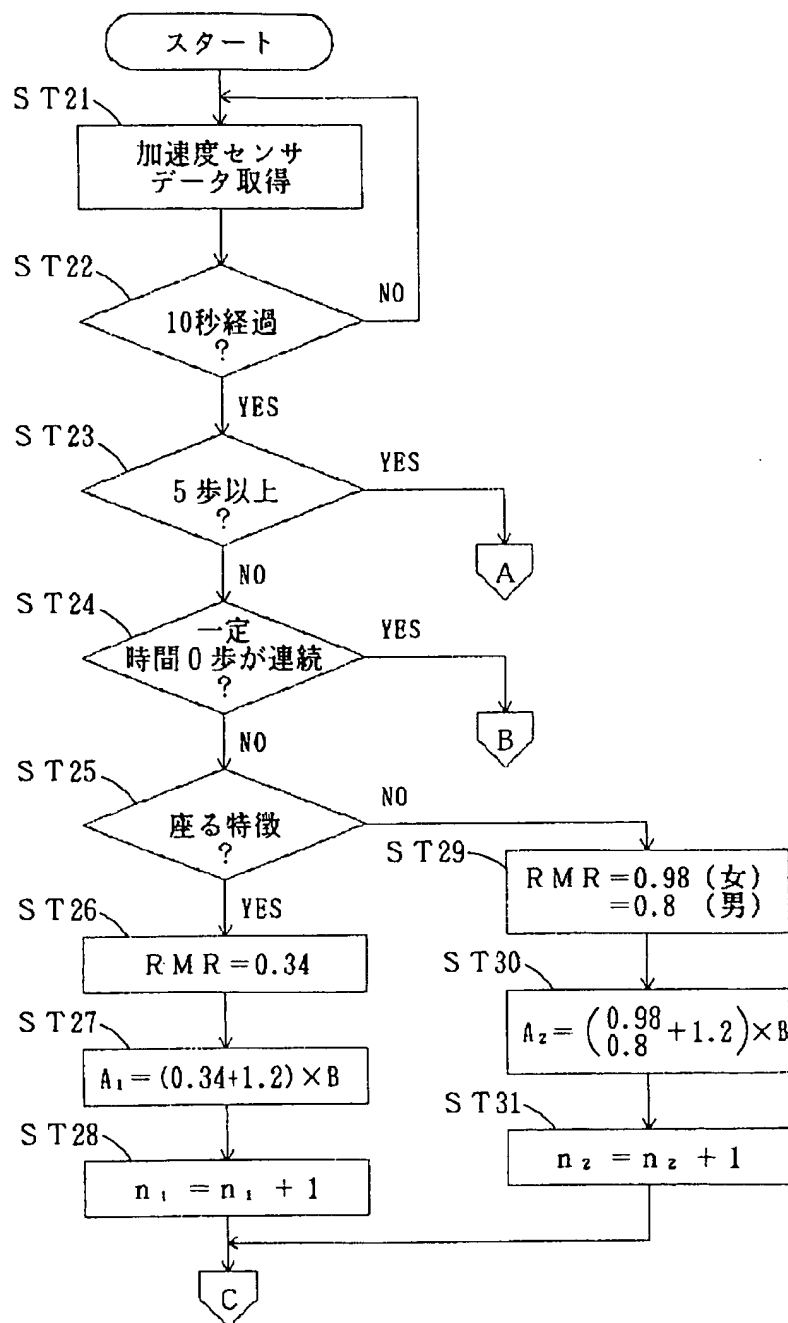 スタート
ST21
加速度センサ
データ取得
ST22
10秒経過
?
NO
YES
ST23
5歩以上
?
YES
A
NO
ST24
一定
時間0歩が連続
?
YES
B
NO
ST25
座る特徴
?
NO
YES
ST26
RMR=0.34
ST27
A₁=(0.34+1.2)×B
ST28
n₁=n₁+1
ST29
RMR=0.98(女)
=0.8 (男)
ST30
A₂=(0.98
0.8+1.2)×B
ST31
n₂=n₂+1
C